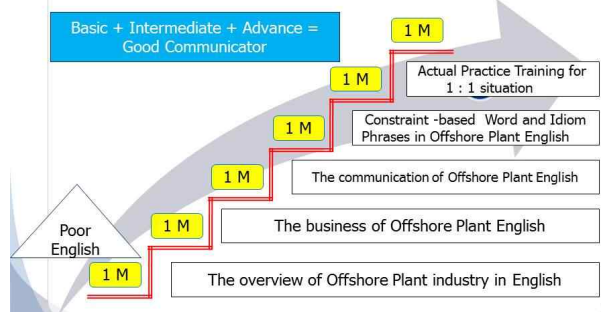 Basic + Intermediate + Advance =
Good Communicator
1 M
Actual Practice Training for
1 : 1 situation
1 M
Constraint -based Word and Idiom
Phrases in Offshore Plant English
1 M
The communication of Offshore Plant English
1 M
The business of Offshore Plant English
1 M
Poor
English
The overview of Offshore Plant industry in English
1 M